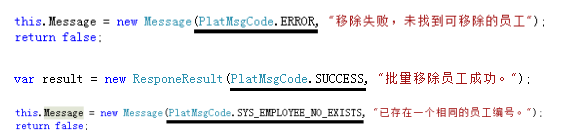 this.Message = new Message(PlatMsgCode.ERROR, "移除失败，未找到可移除的员工");
return false;
var result = new ResponeResult(PlatMsgCode.SUCCESS, "批量移除员工成功。");
this.Message = new Message(PlatMsgCode.SYS_EMPLOYEE_NO_EXISTS, "已存在一个相同的员工编号。");
return false;